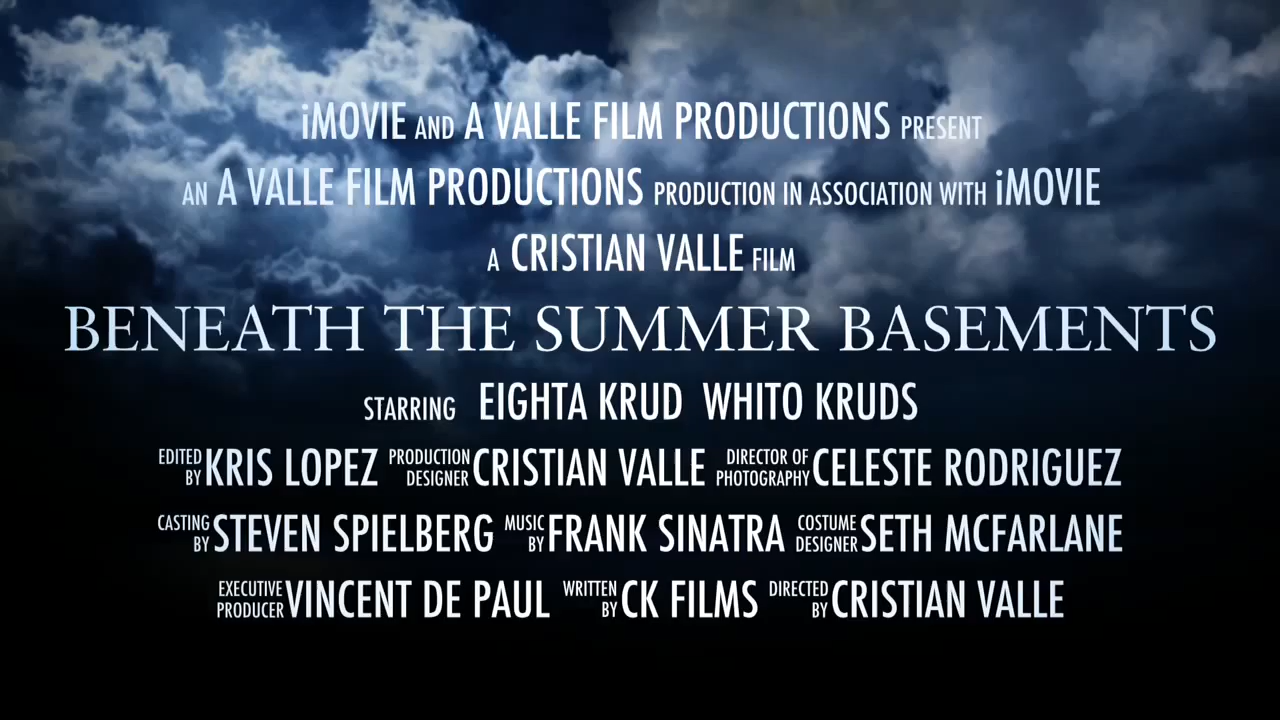 iMOVIE AND A VALLE FILM PRODUCTIONS PRESENT
AN A VALLE FILM PRODUCTIONS PRODUCTION IN ASSOCIATION WITH iMOVIE
A CRISTIAN VALLE FILM
BENEATH THE SUMMER BASEMENTS
STARRING EIGHTA KRUD WHITO KRUDS
EDITED BY KRIS LOPEZ PRODUCTION DESIGNER CRISTIAN VALLE DIRECTOR OF PHOTOGRAPHY CELESTE RODRIGUEZ
CASTING BY STEVEN SPIELBERG MUSIC BY FRANK SINATRA COSTUME DESIGNER SETH MCFARLANE
EXECUTIVE PRODUCER VINCENT DE PAUL WRITTEN BY CK FILMS DIRECTED BY CRISTIAN VALLE